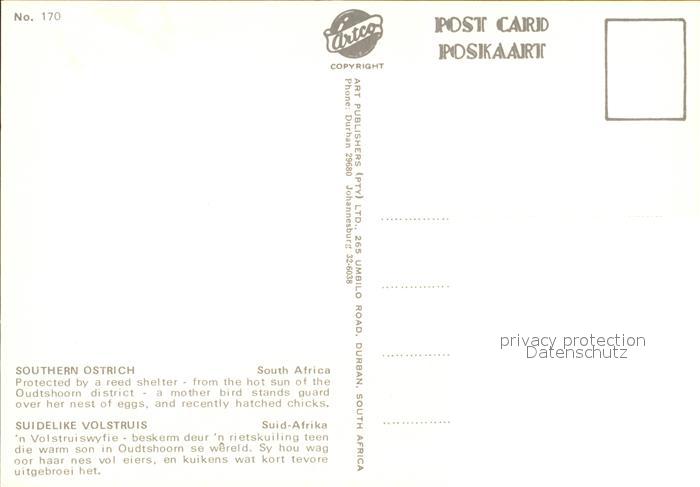 No. 170
Artco
COPYRIGHT
POST CARD
POSKAART
ART PUBLISHERS (PTY) LTD., 265 UMBILO ROAD, DURBAN, SOUTH AFRICA
Phone: Durban 29680 Johannesburg 32-6038
privacy protection
Datenschutz
SOUTHERN OSTRICH South Africa
Protected by a reed shelter - from the hot sun of the
Oudtshoorn district - a mother bird stands guard
over her nest of eggs, and recently hatched chicks.
SUIDELIKE VOLSTRUIS Suid-Afrika
'n Volstruiswyfie - beskerm deur 'n rietskuiling teen
die warm son in Oudtshoorn se wêreld. Sy hou wag
oor haar nes vol eiers, en kuikens wat kort tevore
uitgebroei het.